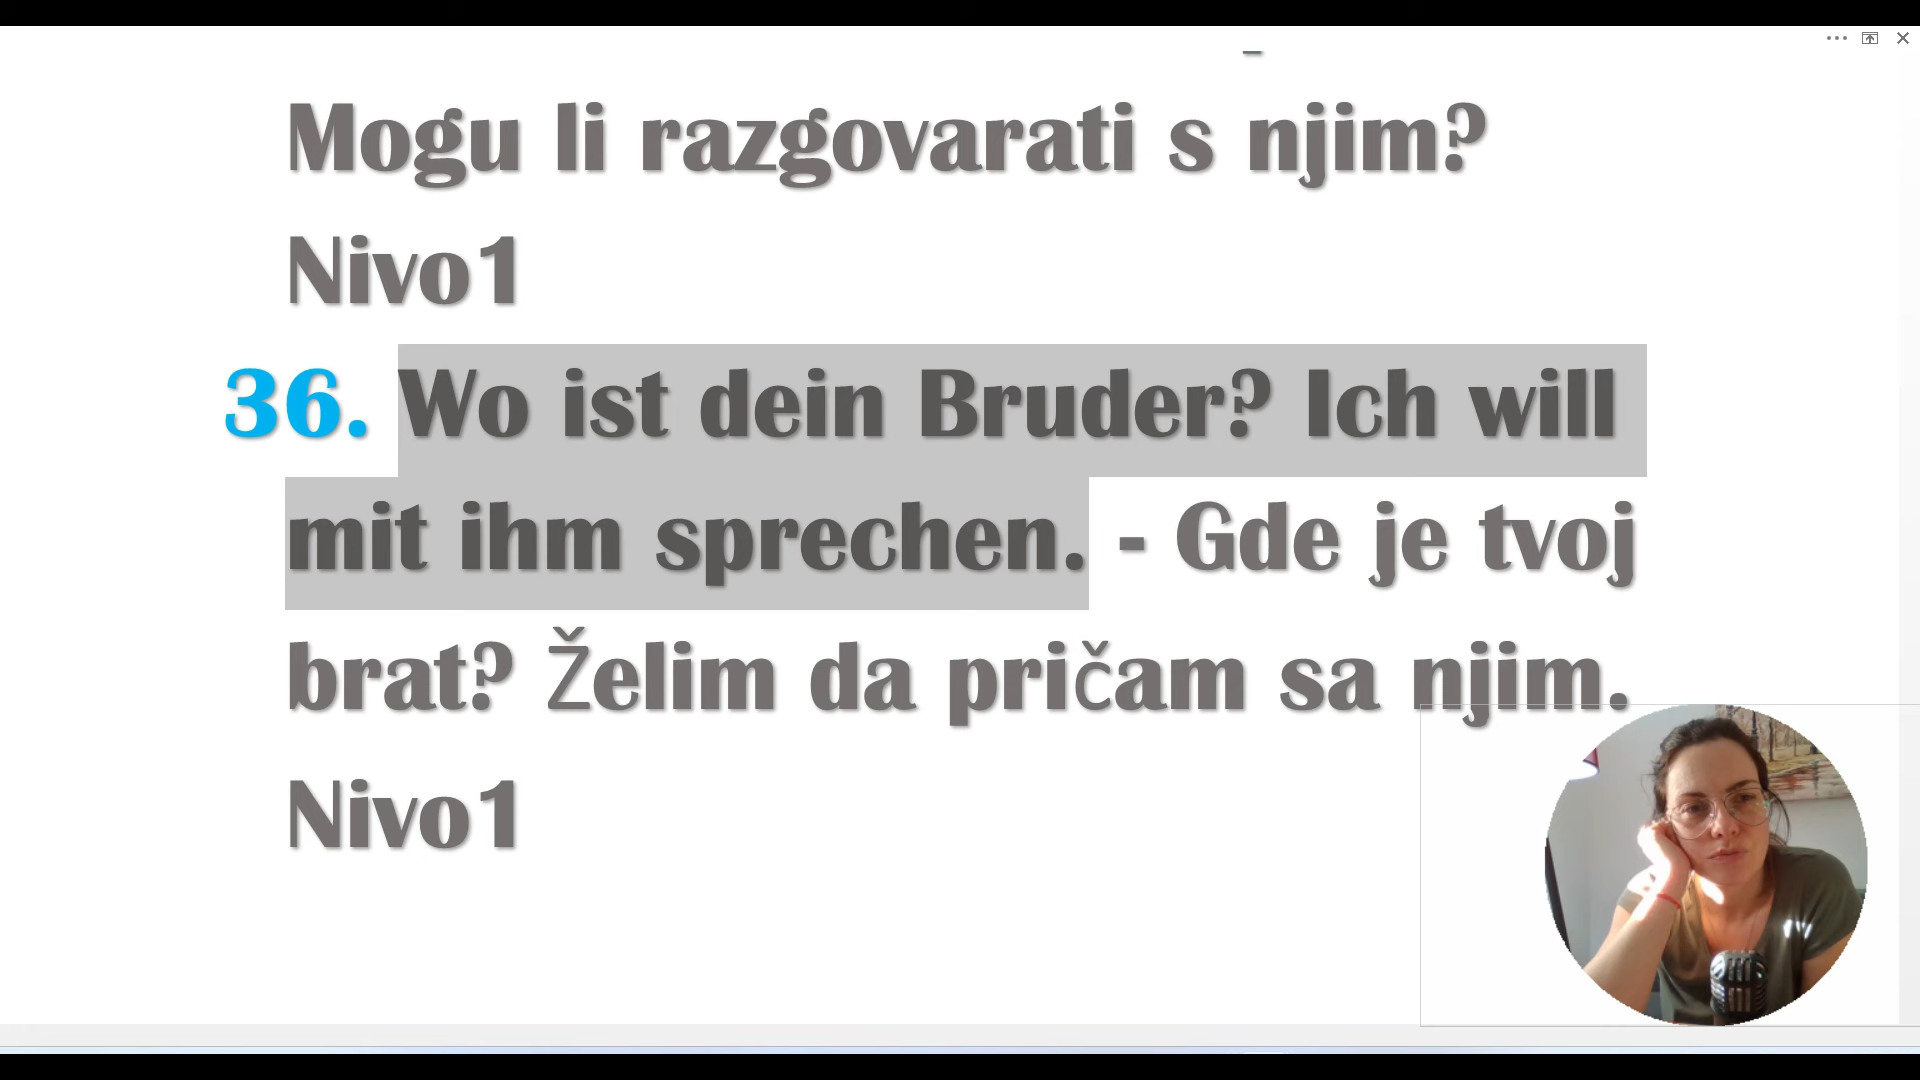 Mogu li razgovarati s njim?
Nivo1
36. Wo ist dein Bruder? Ich will
mit ihm sprechen. - Gde je tvoj
brat? Želim da pričam sa njim.
Nivo1